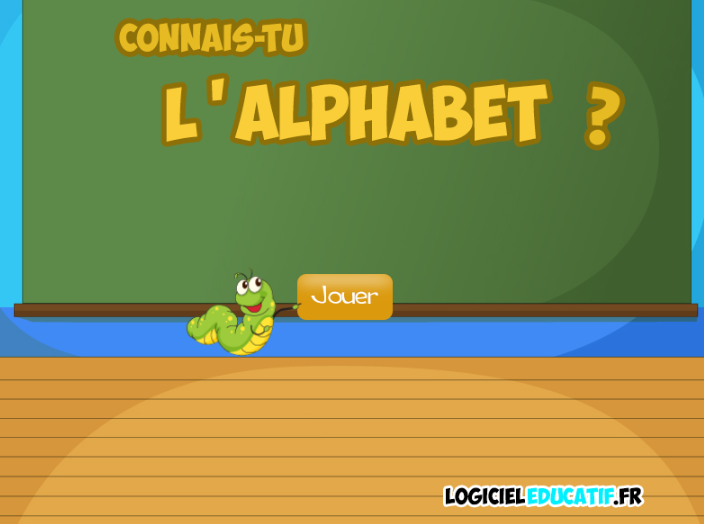 CONNAIS-TU
L'ALPHABET ?
Jouer
LOGICIELEDUCATIF.FR